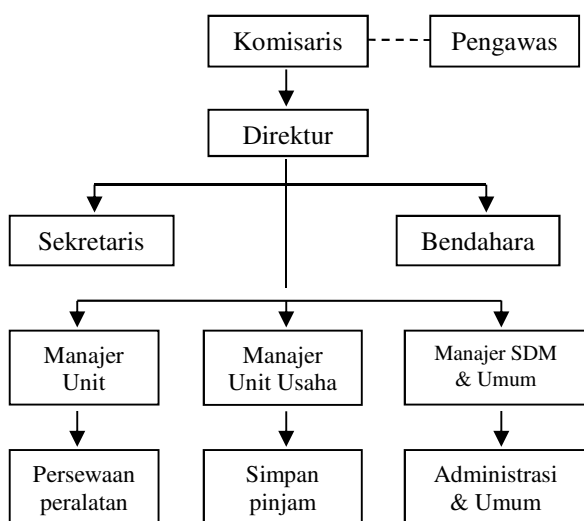 Komisaris
Pengawas
Direktur
Sekretaris
Bendahara
Manajer
Unit
Manajer
Unit Usaha
Manajer SDM
& Umum
Persewaan
peralatan
Simpan
pinjam
Administrasi
& Umum